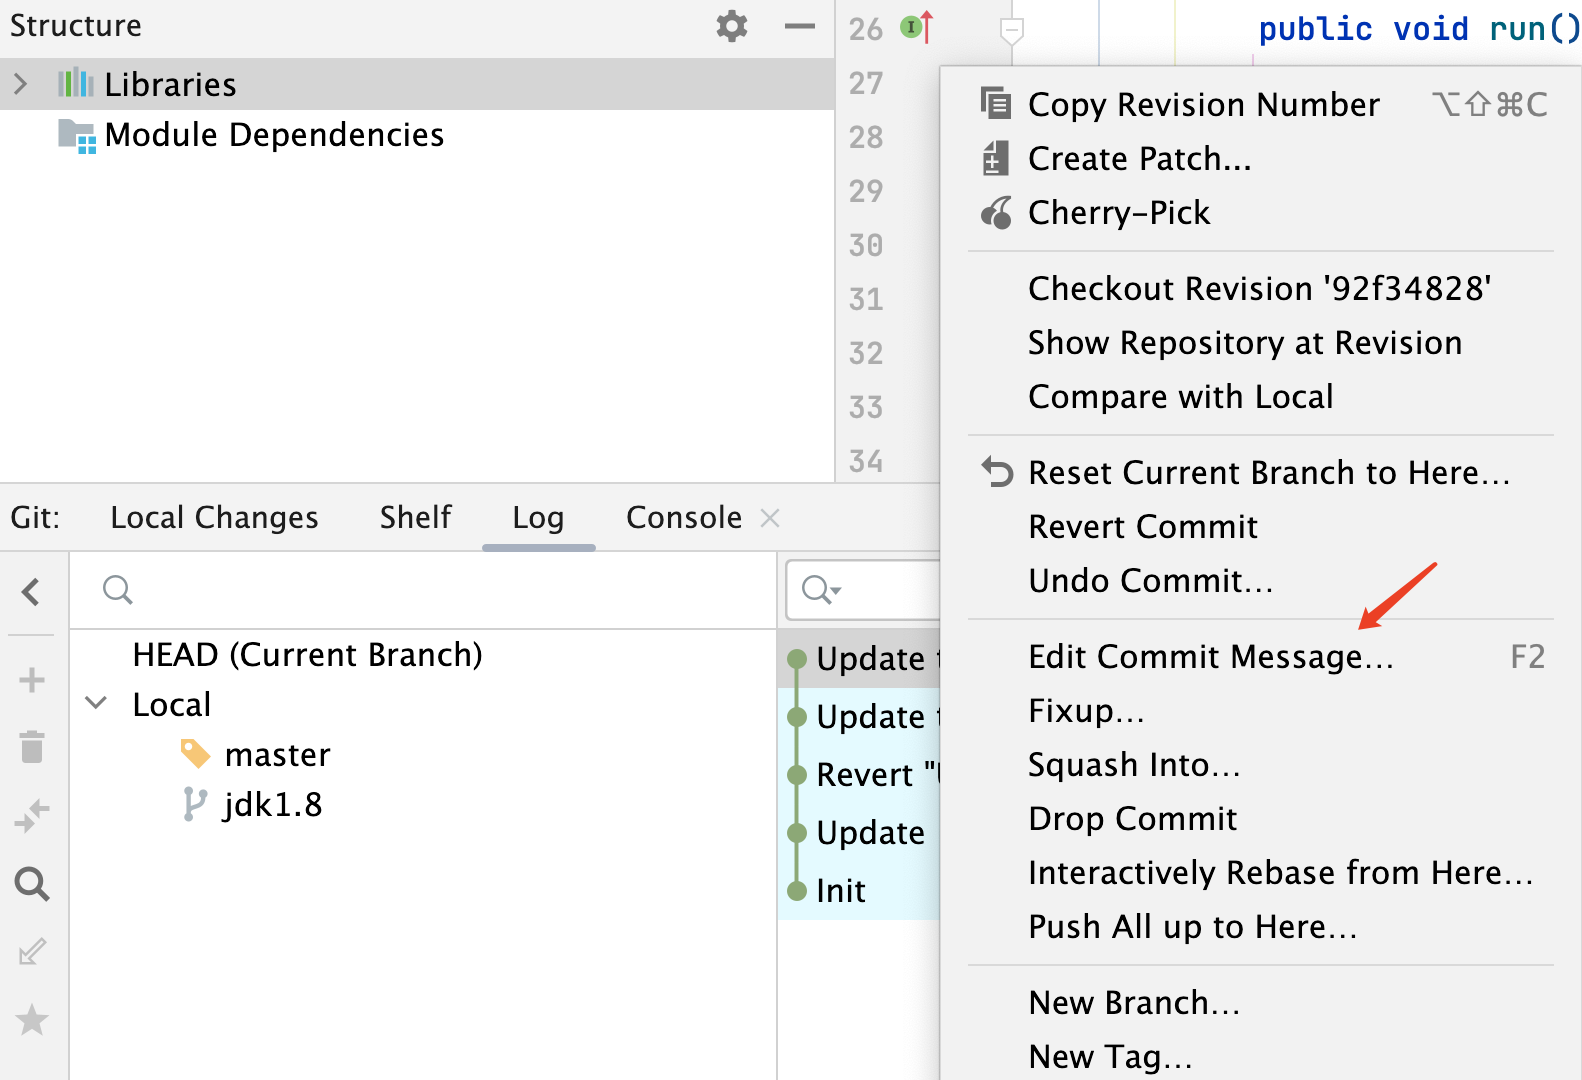 Structure
Libraries
Module Dependencies
26 public void run()
27
28
29
30
31
32
33
34
Git: Local Changes Shelf Log Console
HEAD (Current Branch)
Local
master
jdk1.8
Update
Update
Revert "
Update
Init
Copy Revision Number ⌥⇧⌘C
Create Patch...
Cherry-Pick
Checkout Revision '92f34828'
Show Repository at Revision
Compare with Local
Reset Current Branch to Here...
Revert Commit
Undo Commit...
Edit Commit Message... F2
Fixup...
Squash Into...
Drop Commit
Interactively Rebase from Here...
Push All up to Here...
New Branch...
New Tag...